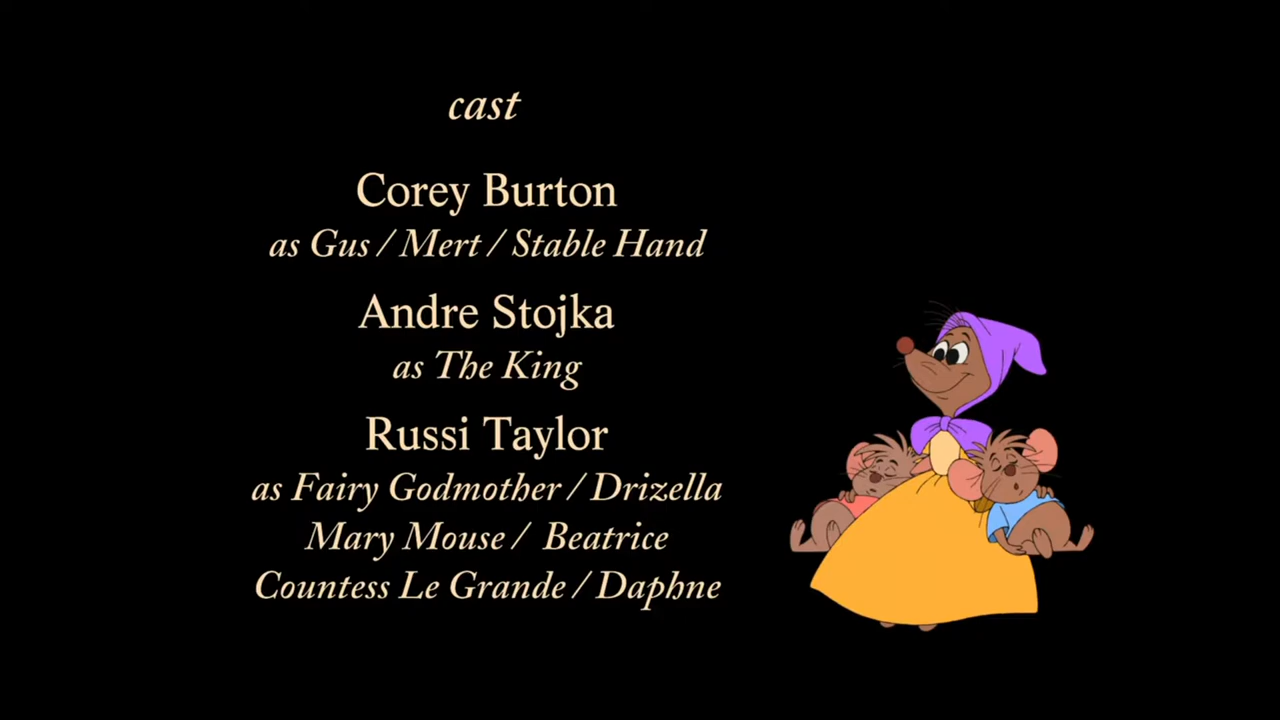 cast
Corey Burton
as Gus / Mert / Stable Hand
Andre Stojka
as The King
Russi Taylor
as Fairy Godmother / Drizella
Mary Mouse / Beatrice
Countess Le Grande / Daphne